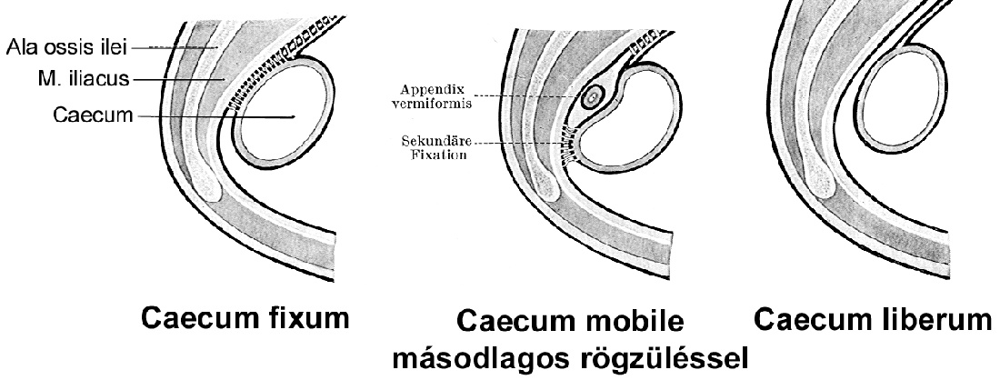 Ala ossis ilei
M. iliacus
Caecum
Appendix
vermiformis
Sekundäre
Fixation
Caecum fixum
Caecum mobile
másodlagos rögzüléssel
Caecum liberum